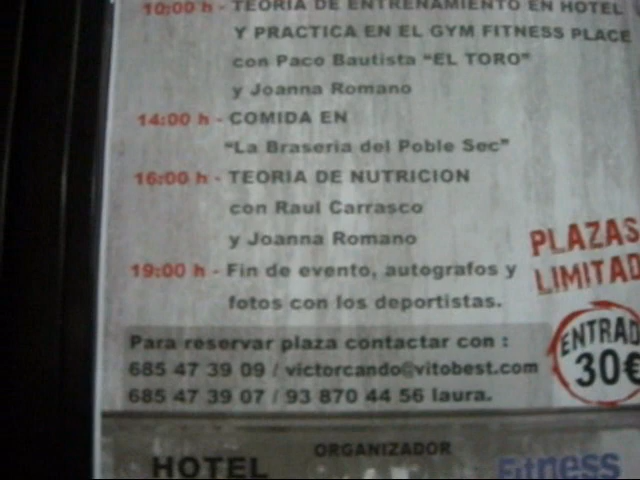 10:00 h - TEORIA DE ENTRENAMIENTO EN HOTEL
Y PRACTICA EN EL GYM FITNESS PLACE
con Paco Bautista "EL TORO"
y Joanna Romano
14:00 h - COMIDA EN
"La Braseria del Poble Sec"
16:00 h - TEORIA DE NUTRICION
con Raul Carrasco
y Joanna Romano
19:00 h - Fin de evento, autografos y
fotos con los deportistas.
PLAZAS
LIMITAD
ENTRAD
30€
Para reservar plaza contactar con :
685 47 39 09 / victorcando@vitobest.com
685 47 39 07 / 93 870 44 56 laura.
ORGANIZADOR
HOTEL
Fitness